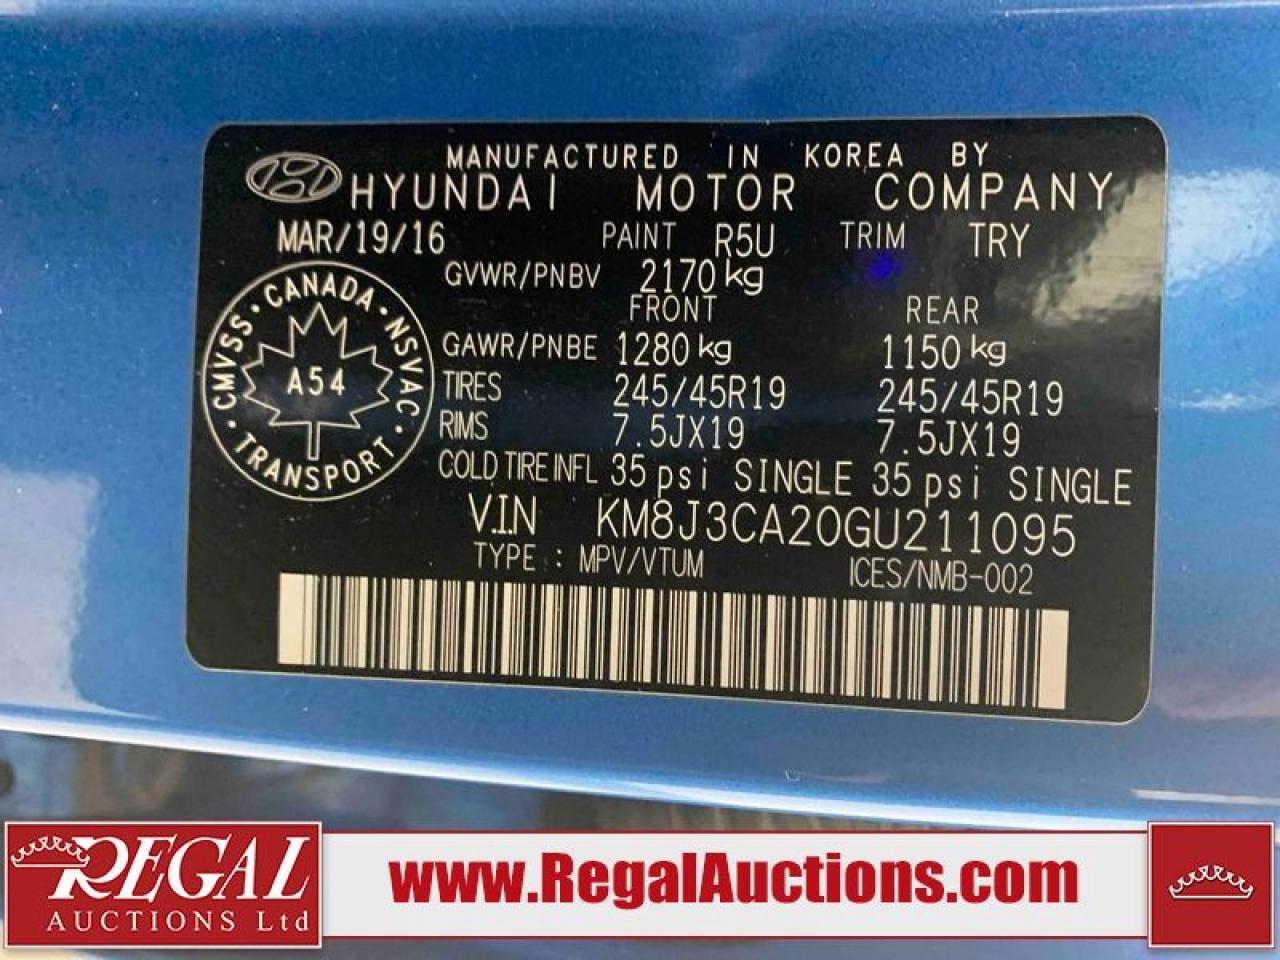 MANUFACTURED IN KOREA BY
HYUNDAI MOTOR COMPANY
MAR/19/16 PAINT R5U TRIM TRY
GVWR/PNBV 2170 kg
FRONT REAR
GAWR/PNBE 1280 kg 1150 kg
TIRES 245/45R19 245/45R19
RIMS 7.5JX19 7.5JX19
COLD TIRE INFL 35 psi SINGLE 35 psi SINGLE
V.I.N KM8J3CA20GU211095
TYPE : MPV/VTUM ICES/NMB-002
CANADA · NSVAC · TRANSPORT · CMVSS ·
A54
REGAL
AUCTIONS Ltd
www.RegalAuctions.com